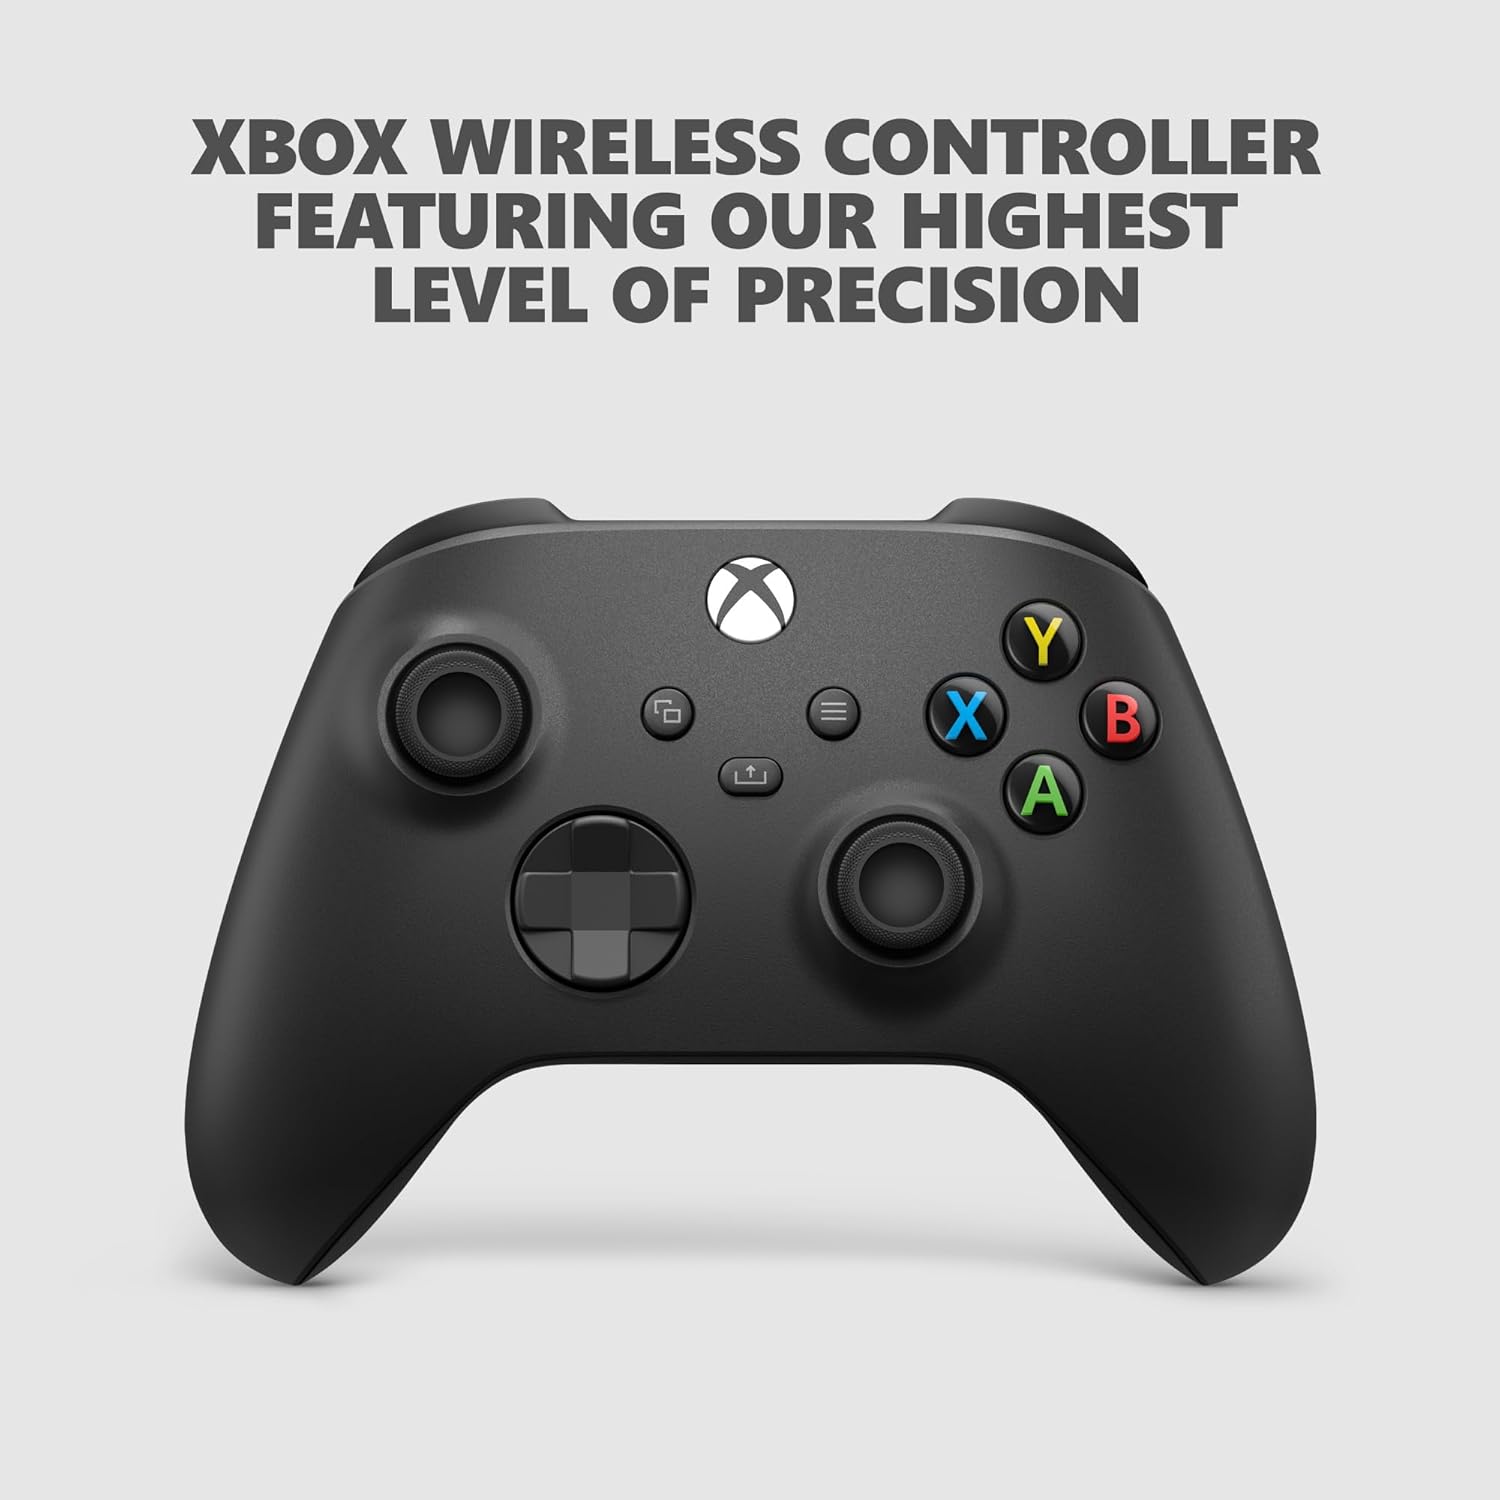 XBOX WIRELESS CONTROLLER
FEATURING OUR HIGHEST
LEVEL OF PRECISION
Y
X
B
A